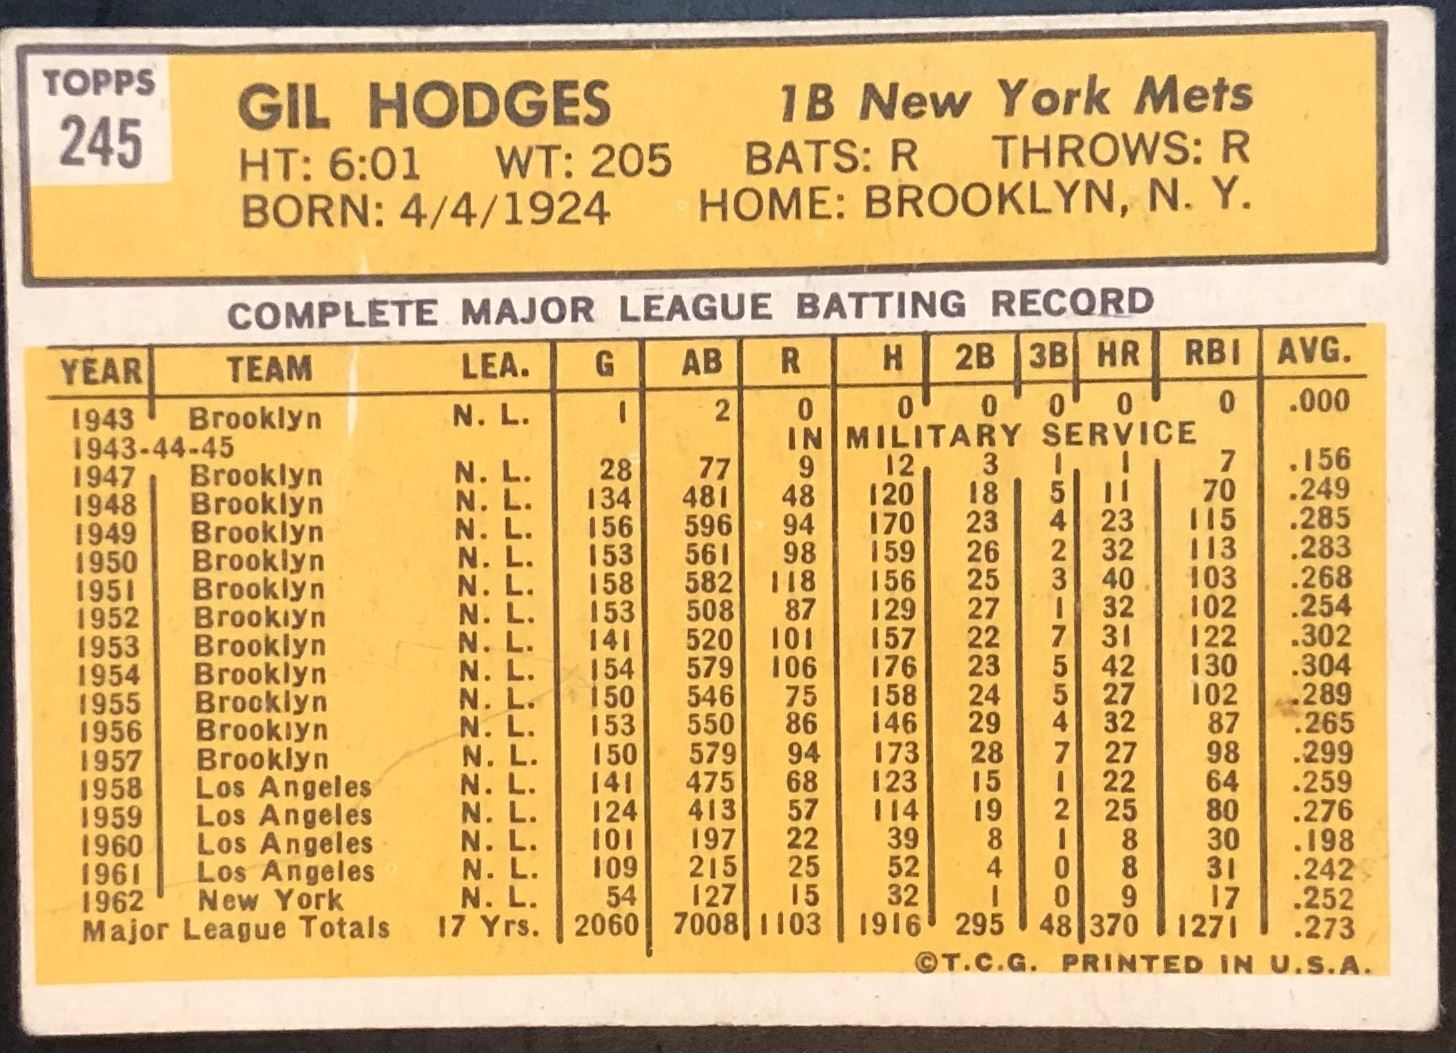 TOPPS
245
GIL HODGES 1B New York Mets
HT: 6:01 WT: 205 BATS: R THROWS: R
BORN: 4/4/1924 HOME: BROOKLYN, N. Y.
COMPLETE MAJOR LEAGUE BATTING RECORD
YEAR TEAM LEA. G AB R H 2B 3B HR RBI AVG.
1943 Brooklyn N. L. 1 2 0 0 0 0 0 0 .000
1943-44-45 IN MILITARY SERVICE
1947 Brooklyn N. L. 28 77 9 12 3 1 1 7 .156
1948 Brooklyn N. L. 134 481 48 120 18 5 11 70 .249
1949 Brooklyn N. L. 156 596 94 170 23 4 23 115 .285
1950 Brooklyn N. L. 153 561 98 159 26 2 32 113 .283
1951 Brooklyn N. L. 158 582 118 156 25 3 40 103 .268
1952 Brooklyn N. L. 153 508 87 129 27 1 32 102 .254
1953 Brooklyn N. L. 141 520 101 157 22 7 31 122 .302
1954 Brooklyn N. L. 154 579 106 176 23 5 42 130 .304
1955 Brooklyn N. L. 150 546 75 158 24 5 27 102 .289
1956 Brooklyn N. L. 153 550 86 146 29 4 32 87 .265
1957 Brooklyn N. L. 150 579 94 173 28 7 27 98 .299
1958 Los Angeles N. L. 141 475 68 123 15 1 22 64 .259
1959 Los Angeles N. L. 124 413 57 114 19 2 25 80 .276
1960 Los Angeles N. L. 101 197 22 39 8 1 8 30 .198
1961 Los Angeles N. L. 109 215 25 52 4 0 8 31 .242
1962 New York N. L. 54 127 15 32 1 0 9 17 .252
Major League Totals 17 Yrs. 2060 7008 1103 1916 295 48 370 1271 .273
©T.C.G. PRINTED IN U.S.A.